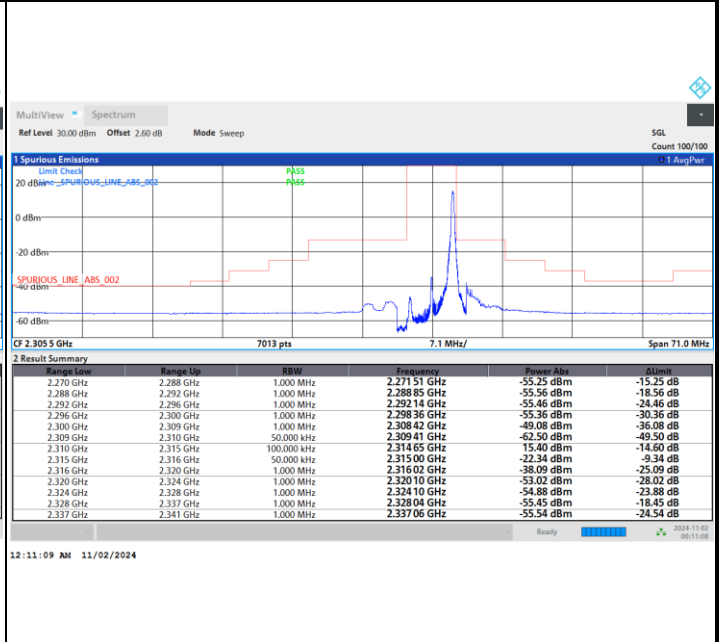 MultiView Spectrum
Ref Level 30.00 dBm Offset 2.60 dB Mode Sweep SGL
Count 100/100
1 Spurious Emissions 1 AvgPwr
Limit Check PASS
Line _SPURIOUS_LINE_ABS_002 PASS
20 dBm
0 dBm
-20 dBm
SPURIOUS_LINE_ABS_002
-40 dBm
-60 dBm
CF 2.305 5 GHz 7013 pts 7.1 MHz/ Span 71.0 MHz
2 Result Summary
Range Low Range Up RBW Frequency Power Abs ΔLimit
2.270 GHz 2.288 GHz 1.000 MHz 2.271 51 GHz -55.25 dBm -15.25 dB
2.288 GHz 2.292 GHz 1.000 MHz 2.288 85 GHz -55.56 dBm -18.56 dB
2.292 GHz 2.296 GHz 1.000 MHz 2.292 14 GHz -55.46 dBm -24.46 dB
2.296 GHz 2.300 GHz 1.000 MHz 2.298 36 GHz -55.36 dBm -30.36 dB
2.300 GHz 2.309 GHz 1.000 MHz 2.308 42 GHz -49.08 dBm -36.08 dB
2.309 GHz 2.310 GHz 50.000 kHz 2.309 41 GHz -62.50 dBm -49.50 dB
2.310 GHz 2.315 GHz 100.000 kHz 2.314 65 GHz 15.40 dBm -14.60 dB
2.315 GHz 2.316 GHz 50.000 kHz 2.315 00 GHz -22.34 dBm -9.34 dB
2.316 GHz 2.320 GHz 1.000 MHz 2.316 02 GHz -38.09 dBm -25.09 dB
2.320 GHz 2.324 GHz 1.000 MHz 2.320 10 GHz -53.02 dBm -28.02 dB
2.324 GHz 2.328 GHz 1.000 MHz 2.324 10 GHz -54.88 dBm -23.88 dB
2.328 GHz 2.337 GHz 1.000 MHz 2.328 04 GHz -55.45 dBm -18.45 dB
2.337 GHz 2.341 GHz 1.000 MHz 2.337 06 GHz -55.54 dBm -24.54 dB
Ready 2024-11-02
00:11:08
12:11:09 AM 11/02/2024